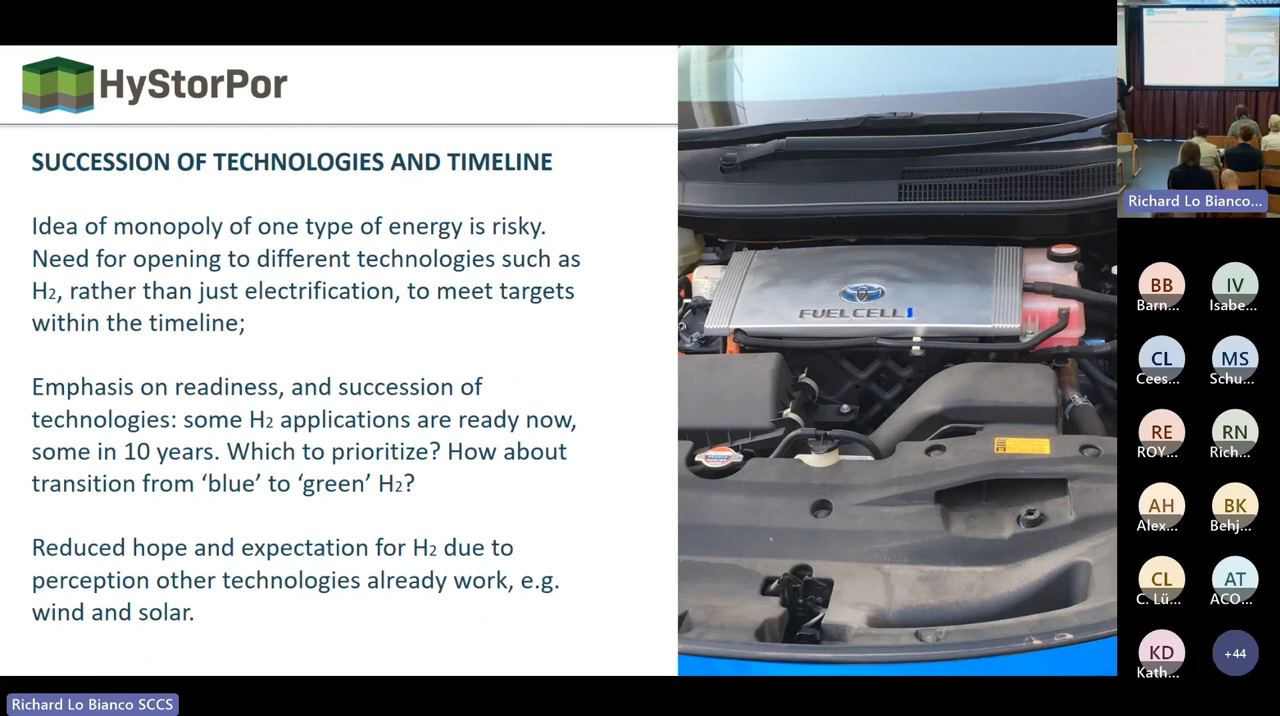 HyStorPor
SUCCESSION OF TECHNOLOGIES AND TIMELINE
Idea of monopoly of one type of energy is risky.
Need for opening to different technologies such as
H₂, rather than just electrification, to meet targets
within the timeline;
Emphasis on readiness, and succession of
technologies: some H₂ applications are ready now,
some in 10 years. Which to prioritize? How about
transition from ‘blue’ to ‘green’ H₂?
Reduced hope and expectation for H₂ due to
perception other technologies already work, e.g.
wind and solar.
FUEL CELL
Richard Lo Bianco...
BB
IV
Barn...
Isabe...
CL
MS
Cees...
Schu...
RE
RN
ROY...
Rich...
AH
BK
Alex...
Behj...
CL
AT
C. Lü...
ACO...
KD
+44
Kath...
Richard Lo Bianco SCCS